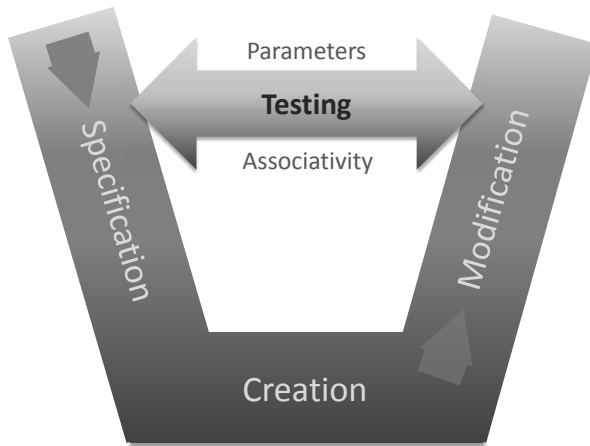 Parameters
Testing
Associativity
Specification
Modification
Creation